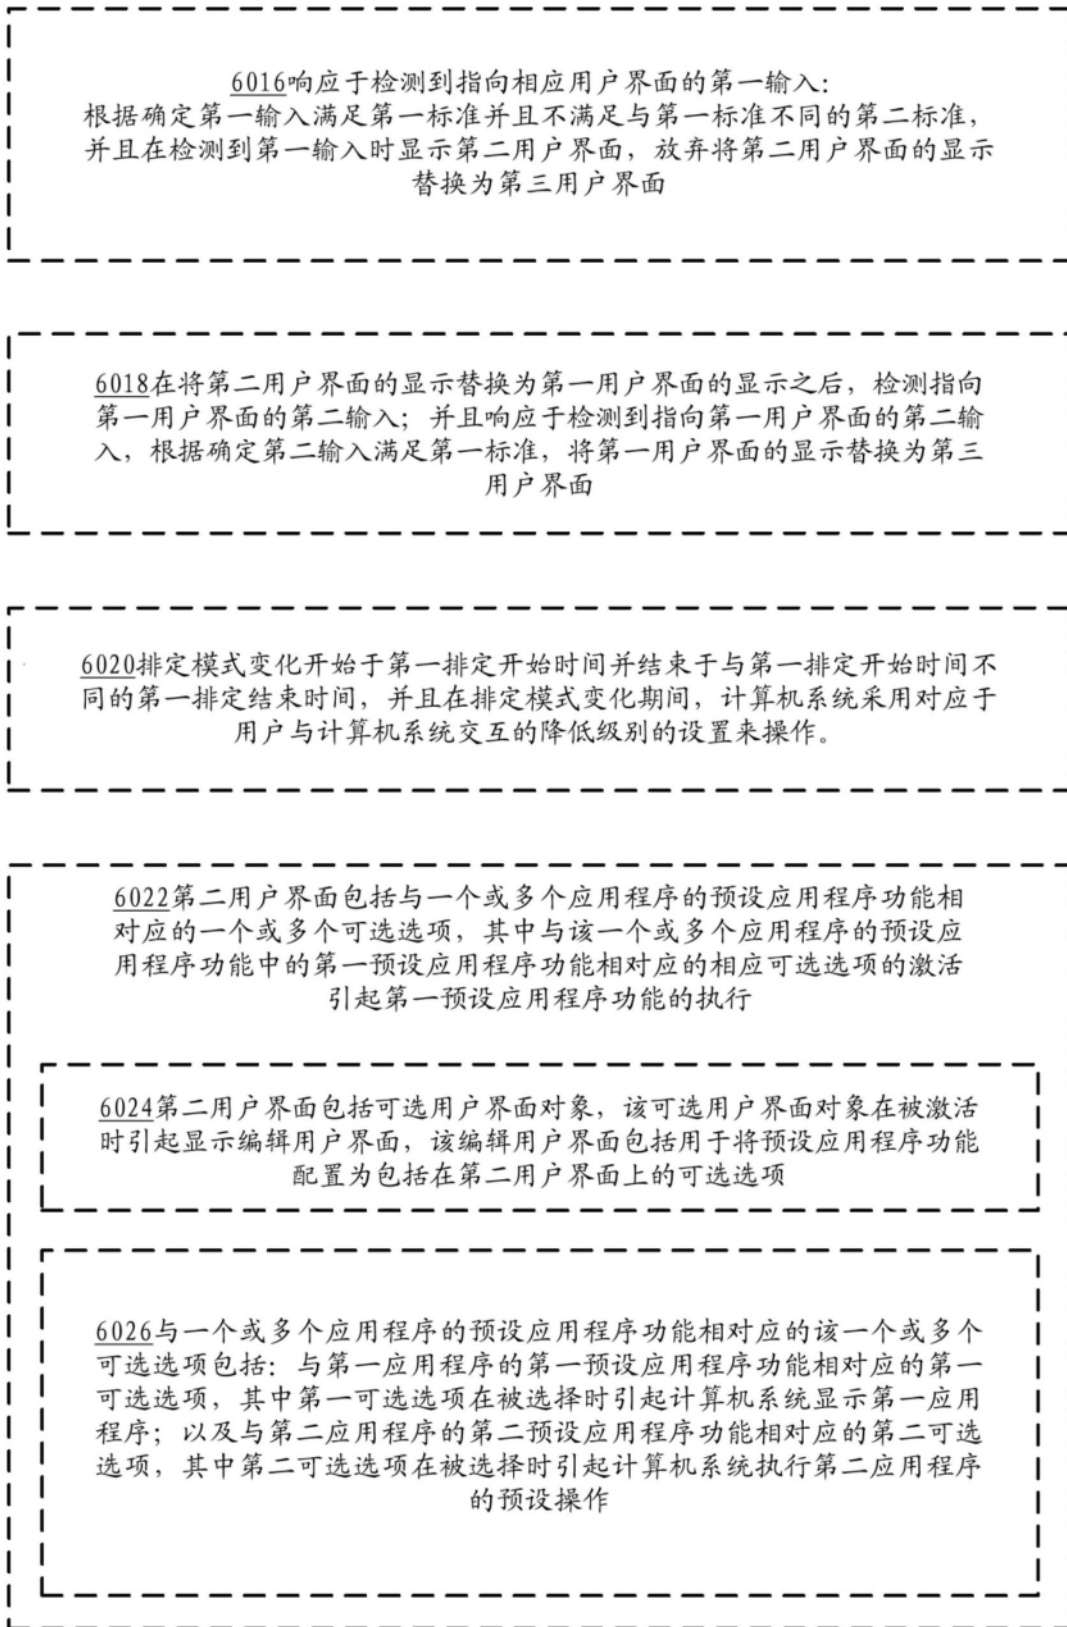 6016响应于检测到指向相应用户界面的第一输入:
根据确定第一输入满足第一标准并且不满足与第一标准不同的第二标准，
并且在检测到第一输入时显示第二用户界面，放弃将第二用户界面的显示
替换为第三用户界面
6018在将第二用户界面的显示替换为第一用户界面的显示之后，检测指向
第一用户界面的第二输入；并且响应于检测到指向第一用户界面的第二输
入，根据确定第二输入满足第一标准，将第一用户界面的显示替换为第三
用户界面
6020排定模式变化开始于第一排定开始时间并结束于与第一排定开始时间不
同的第一排定结束时间，并且在排定模式变化期间，计算机系统采用对应于
用户与计算机系统交互的降低级别的设置来操作。
6022第二用户界面包括与一个或多个应用程序的预设应用程序功能相
对应的一个或多个可选选项，其中与该一个或多个应用程序的预设应
用程序功能中的第一预设应用程序功能相对应的相应可选选项的激活
引起第一预设应用程序功能的执行
6024第二用户界面包括可选用户界面对象，该可选用户界面对象在被激活
时引起显示编辑用户界面，该编辑用户界面包括用于将预设应用程序功能
配置为包括在第二用户界面上的可选选项
6026与一个或多个应用程序的预设应用程序功能相对应的该一个或多个
可选选项包括：与第一应用程序的第一预设应用程序功能相对应的第一
可选选项，其中第一可选选项在被选择时引起计算机系统显示第一应用
程序；以及与第二应用程序的第二预设应用程序功能相对应的第二可选
选项，其中第二可选选项在被选择时引起计算机系统执行第二应用程序
的预设操作